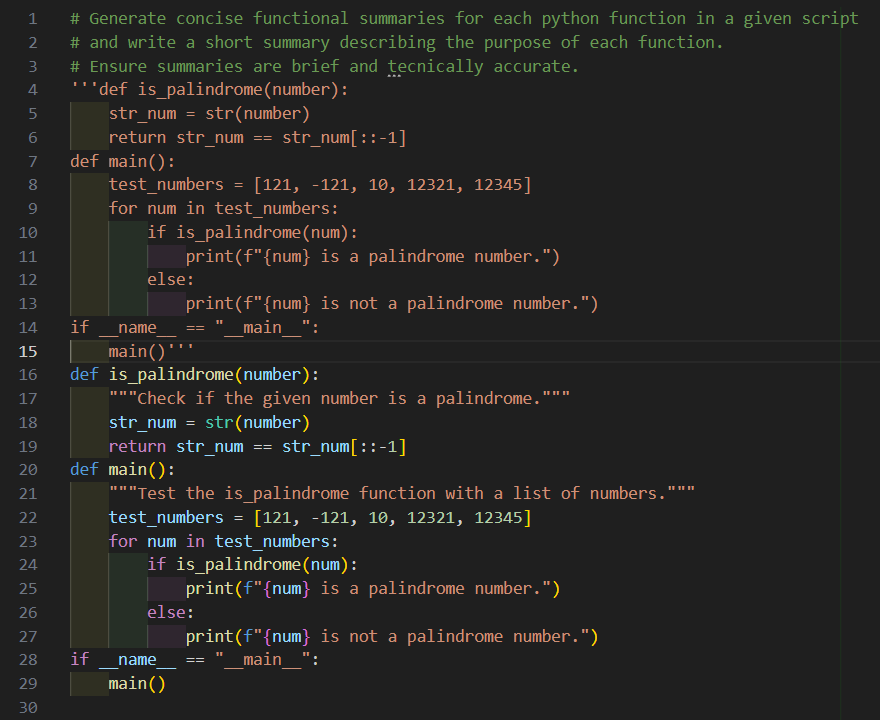 1 # Generate concise functional summaries for each python function in a given script
2 # and write a short summary describing the purpose of each function.
3 # Ensure summaries are brief and tecnically accurate.
4 '''def is_palindrome(number):
5     str_num = str(number)
6     return str_num == str_num[::-1]
7 def main():
8     test_numbers = [121, -121, 10, 12321, 12345]
9     for num in test_numbers:
10         if is_palindrome(num):
11             print(f"{num} is a palindrome number.")
12         else:
13             print(f"{num} is not a palindrome number.")
14 if __name__ == "__main__":
15     main()'''
16 def is_palindrome(number):
17     """Check if the given number is a palindrome."""
18     str_num = str(number)
19     return str_num == str_num[::-1]
20 def main():
21     """Test the is_palindrome function with a list of numbers."""
22     test_numbers = [121, -121, 10, 12321, 12345]
23     for num in test_numbers:
24         if is_palindrome(num):
25             print(f"{num} is a palindrome number.")
26         else:
27             print(f"{num} is not a palindrome number.")
28 if __name__ == "__main__":
29     main()
30